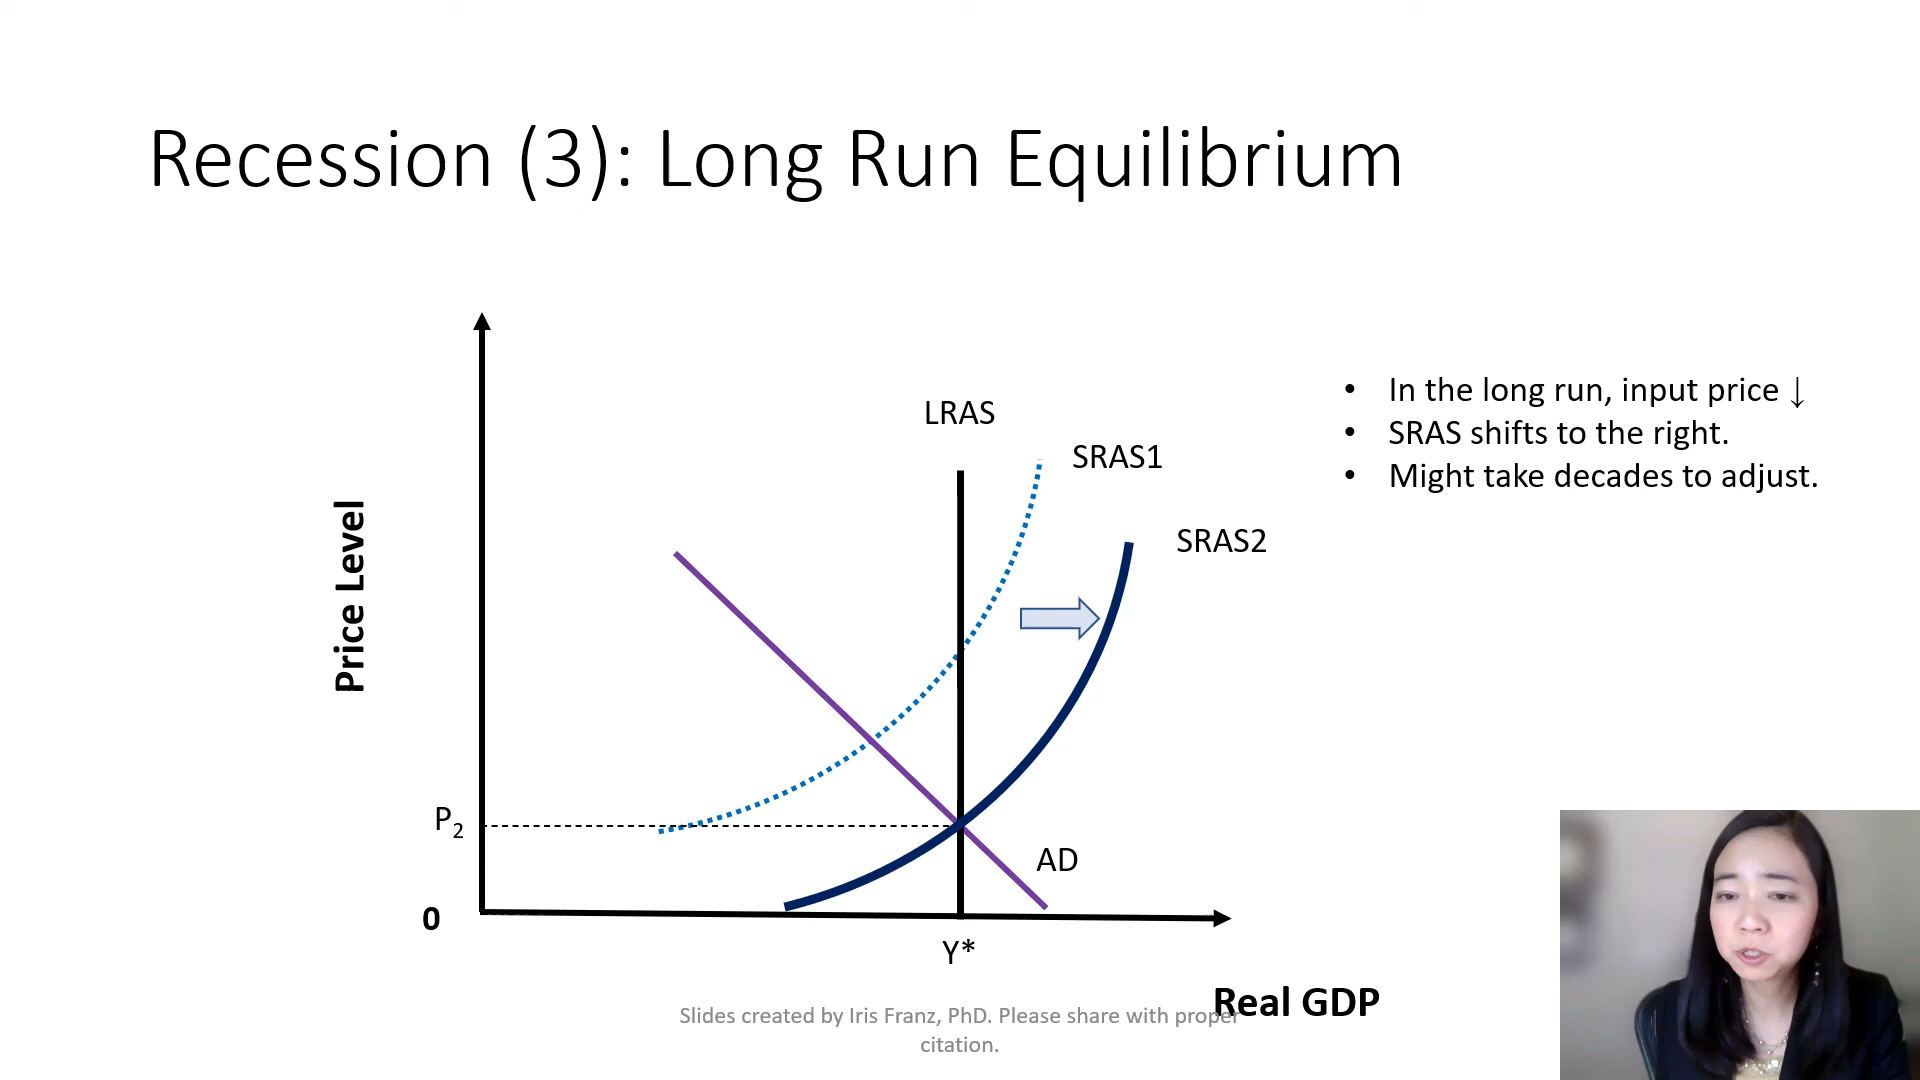 Recession (3): Long Run Equilibrium
LRAS
SRAS1
SRAS2
Price Level
P2
AD
0
Y*
Real GDP
• In the long run, input price ↓
• SRAS shifts to the right.
• Might take decades to adjust.
Slides created by Iris Franz, PhD. Please share with proper
citation.